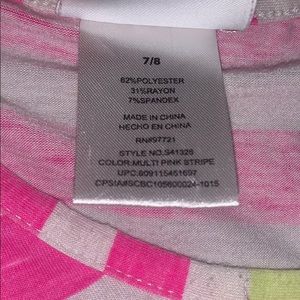 7/8
62%POLYESTER
31%RAYON
7%SPANDEX
MADE IN CHINA
HECHO EN CHINA
RN#97721
STYLE NO.S41326
COLOR:MULTI PINK STRIPE
UPC:809115451697
CPSIA#SCBC105600024-1015